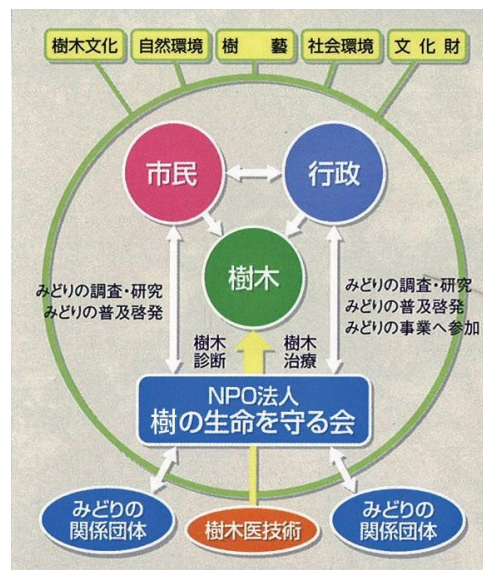 樹木文化
自然環境
樹 藝
社会環境
文化財
市民
行政
樹木
みどりの調査・研究
みどりの普及啓発
みどりの調査・研究
みどりの普及啓発
みどりの事業へ参加
樹木
診断
樹木
治療
NPO法人
樹の生命を守る会
みどりの
関係団体
樹木医技術
みどりの
関係団体